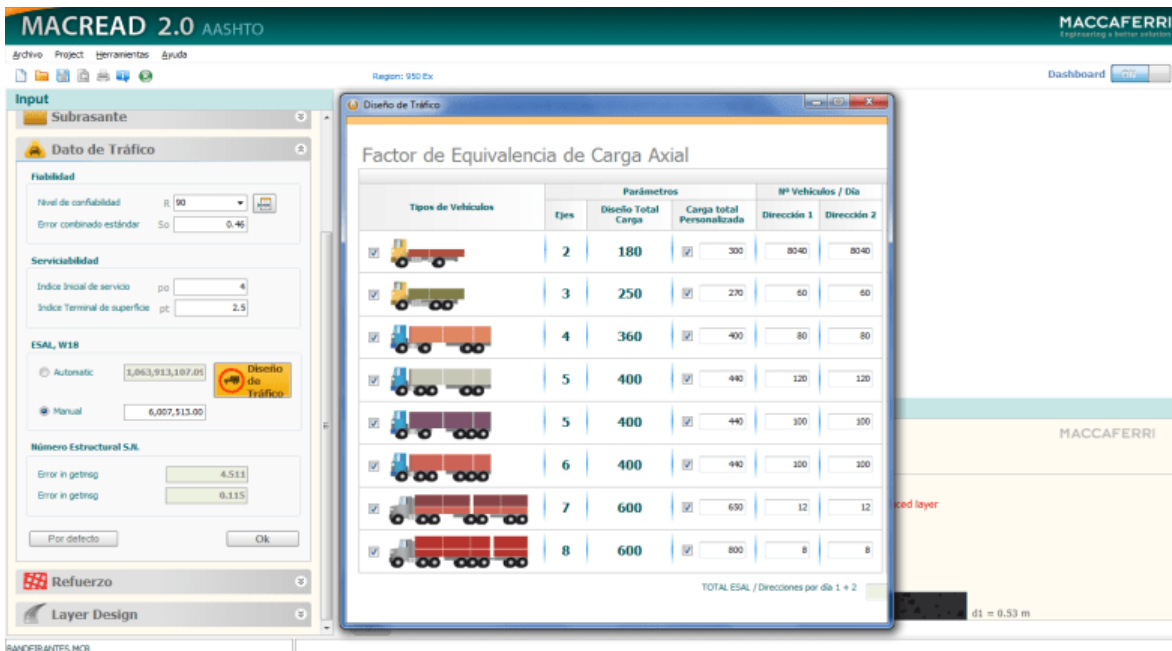 MACREAD 2.0 AASHTO
MACCAFERRI
Engineering a better solution
Archivo Project Herramientas Ayuda
Region: 950 Ex
Dashboard
Input
Subrasante
Dato de Tráfico
Fiabilidad
Nivel de confiabilidad R 90
Error combinado estándar So 0.46
Serviciabilidad
Indice Inicial de servicio po 4
Indice Terminal de superficie pt 2.5
ESAL, W18
Automatic 1,063,913,107.09
Diseño de Tráfico
Manual 6,007,513.00
Número Estructural S.N.
Error in getmsg 4.511
Error in getmsg 0.115
Por defecto Ok
Refuerzo
Layer Design
BANDEIRANTES.MCR
Diseño de Tráfico
Factor de Equivalencia de Carga Axial
Parámetros Nº Vehículos / Día
Tipos de Vehículos Ejes Diseño Total Carga Carga total Personalizada Dirección 1 Dirección 2
2 180 300 8040 8040
3 250 270 60 60
4 360 400 80 80
5 400 440 120 120
5 400 440 100 100
6 400 440 100 100
7 600 650 12 12
8 600 800 8 8
TOTAL ESAL / Direcciones por día 1 + 2
MACCAFERRI
ced layer
d1 = 0.53 m